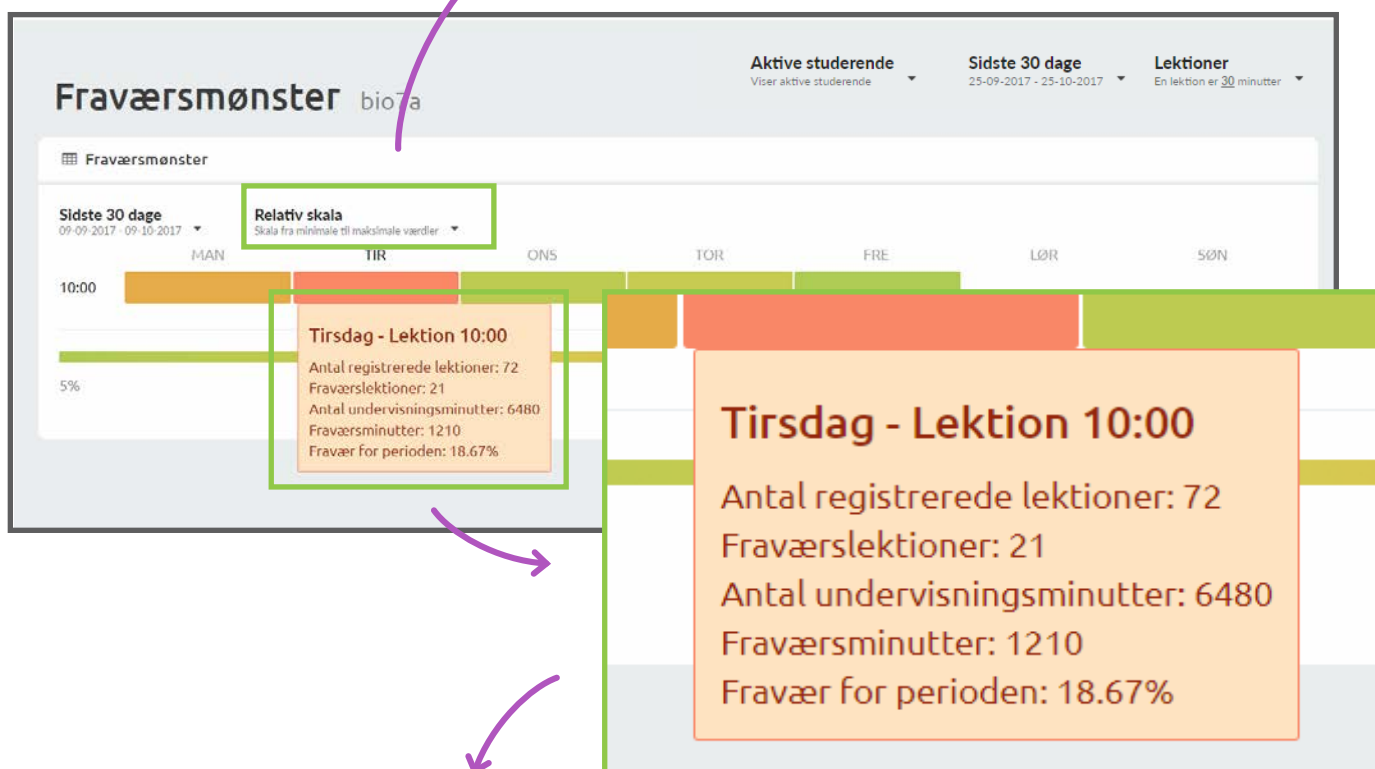 Fraværsmønster bio7a
Aktive studerende
Viser aktive studerende
Sidste 30 dage
25-09-2017 - 25-10-2017
Lektioner
En lektion er 30 minutter
Fraværsmønster
Sidste 30 dage
09-09-2017 - 09-10-2017
Relativ skala
Skala fra minimale til maksimale værdier
MAN TIR ONS TOR FRE LØR SØN
10:00
5%
Tirsdag - Lektion 10:00
Antal registrerede lektioner: 72
Fraværslektioner: 21
Antal undervisningsminutter: 6480
Fraværsminutter: 1210
Fravær for perioden: 18.67%
Tirsdag - Lektion 10:00
Antal registrerede lektioner: 72
Fraværslektioner: 21
Antal undervisningsminutter: 6480
Fraværsminutter: 1210
Fravær for perioden: 18.67%